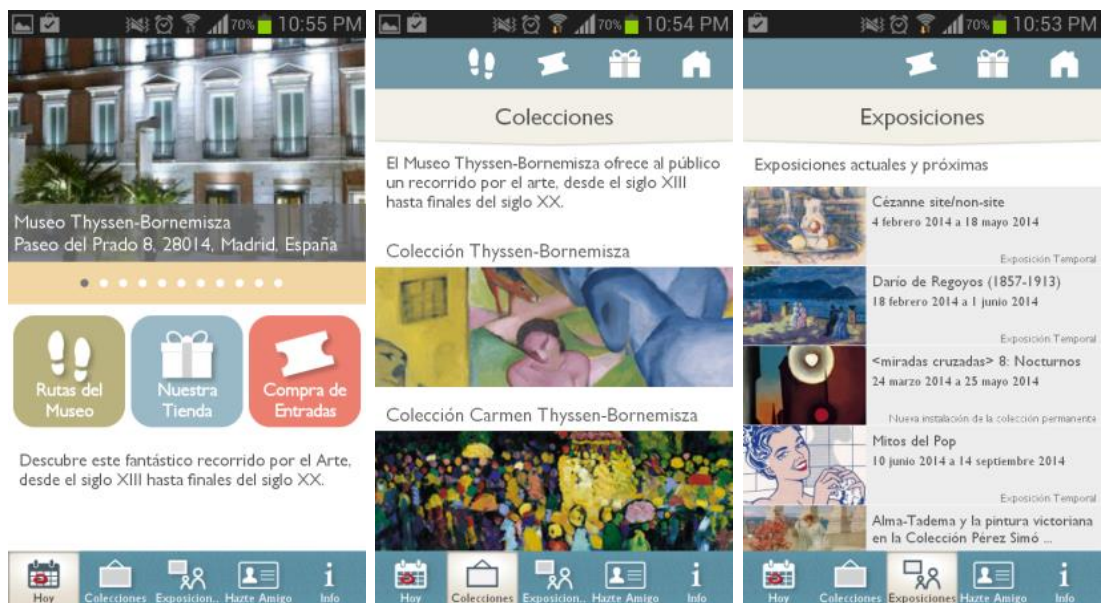 70% 10:55 PM
Museo Thyssen-Bornemisza
Paseo del Prado 8, 28014, Madrid. España
Rutas del
Museo
Nuestra
Tienda
Compra de
Entradas
Descubre este fantástico recorrido por el Arte,
desde el siglo XIII hasta finales del siglo XX.
Hoy Colecciones Exposicion.. Hazte Amigo Info
70% 10:54 PM
Colecciones
El Museo Thyssen-Bornemisza ofrece al público
un recorrido por el arte, desde el siglo XIII
hasta finales del siglo XX.
Colección Thyssen-Bornemisza
Colección Carmen Thyssen-Bornemisza
Hoy Colecciones Exposicion.. Hazte Amigo Info
70% 10:53 PM
Exposiciones
Exposiciones actuales y próximas
Cézanne site/non-site
4 febrero 2014 a 18 mayo 2014
Exposición Temporal
Darío de Regoyos (1857-1913)
18 febrero 2014 a 1 junio 2014
Exposición Temporal
<miradas cruzadas> 8: Nocturnos
24 marzo 2014 a 25 mayo 2014
Nueva instalación de la colección permanente
Mitos del Pop
10 junio 2014 a 14 septiembre 2014
Exposición Temporal
Alma-Tadema y la pintura victoriana
en la Colección Pérez Simó ...
Hoy Colecciones Exposiciones Hazte Amigo Info